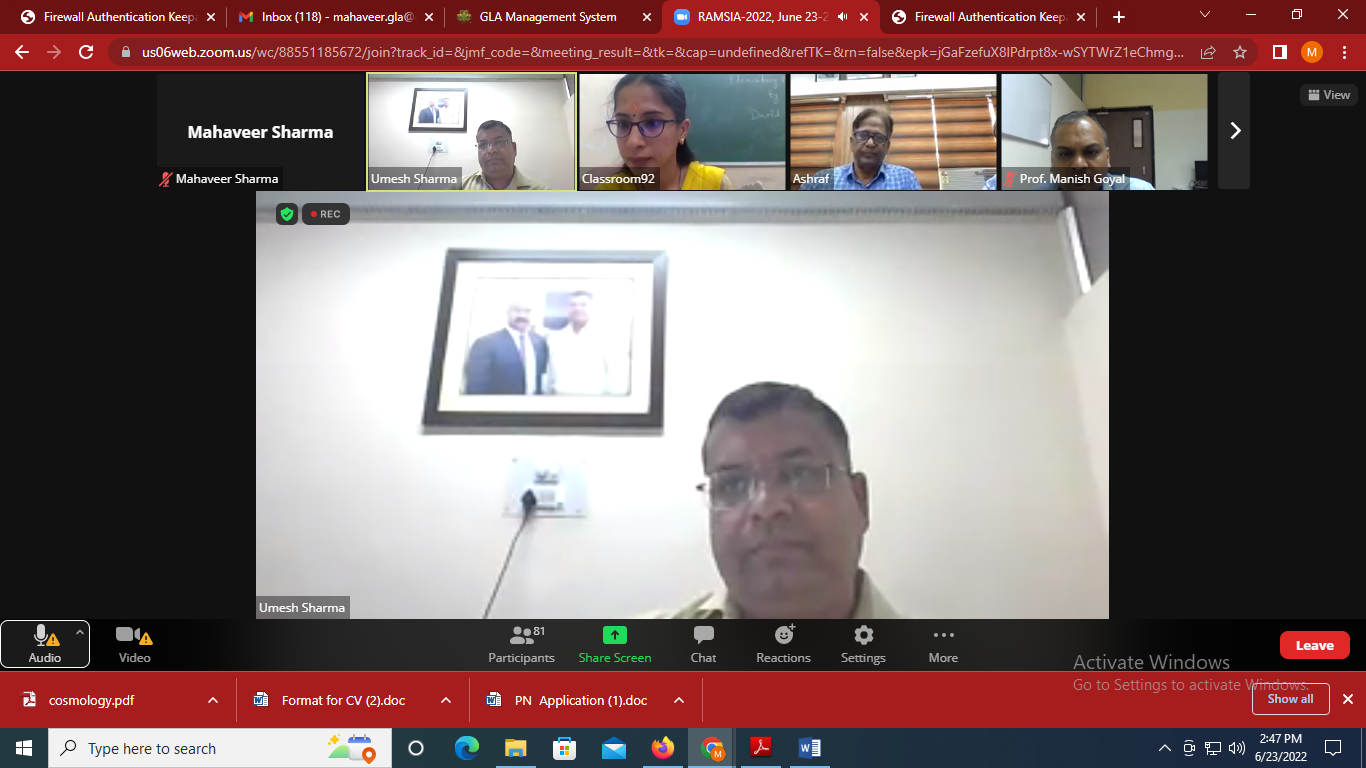 Firewall Authentication Keep
Inbox (118) - mahaveer.gla@
GLA Management System
RAMSIA-2022, June 23-2
Firewall Authentication Keep
us06web.zoom.us/wc/88551185672/join?track_id=&jmf_code=&meeting_result=&tk=&cap=undefined&refTK=&rn=false&epk=jGaFzefuX8IPdrpt8x-wSYTWrZ1eChmg...
M
View
Mahaveer Sharma
Mahaveer Sharma
Umesh Sharma
by
David
Classroom92
Ashraf
Prof. Manish Goyal
REC
Umesh Sharma
Audio
Video
Participants
81
Share Screen
Chat
Reactions
Settings
More
Leave
Activate Windows
Go to Settings to activate Windows.
cosmology.pdf
Format for CV (2).doc
PN Application (1).doc
Show all
Type here to search
2:47 PM
6/23/2022